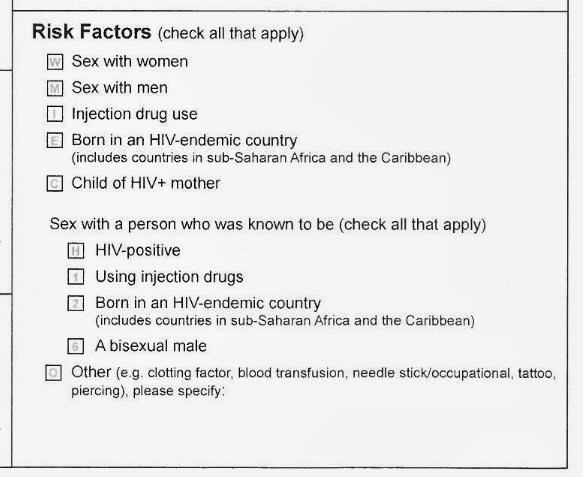 Risk Factors (check all that apply)
W Sex with women
M Sex with men
I Injection drug use
E Born in an HIV-endemic country
(includes countries in sub-Saharan Africa and the Caribbean)
C Child of HIV+ mother
Sex with a person who was known to be (check all that apply)
H HIV-positive
1 Using injection drugs
2 Born in an HIV-endemic country
(includes countries in sub-Saharan Africa and the Caribbean)
6 A bisexual male
O Other (e.g. clotting factor, blood transfusion, needle stick/occupational, tattoo,
piercing), please specify: